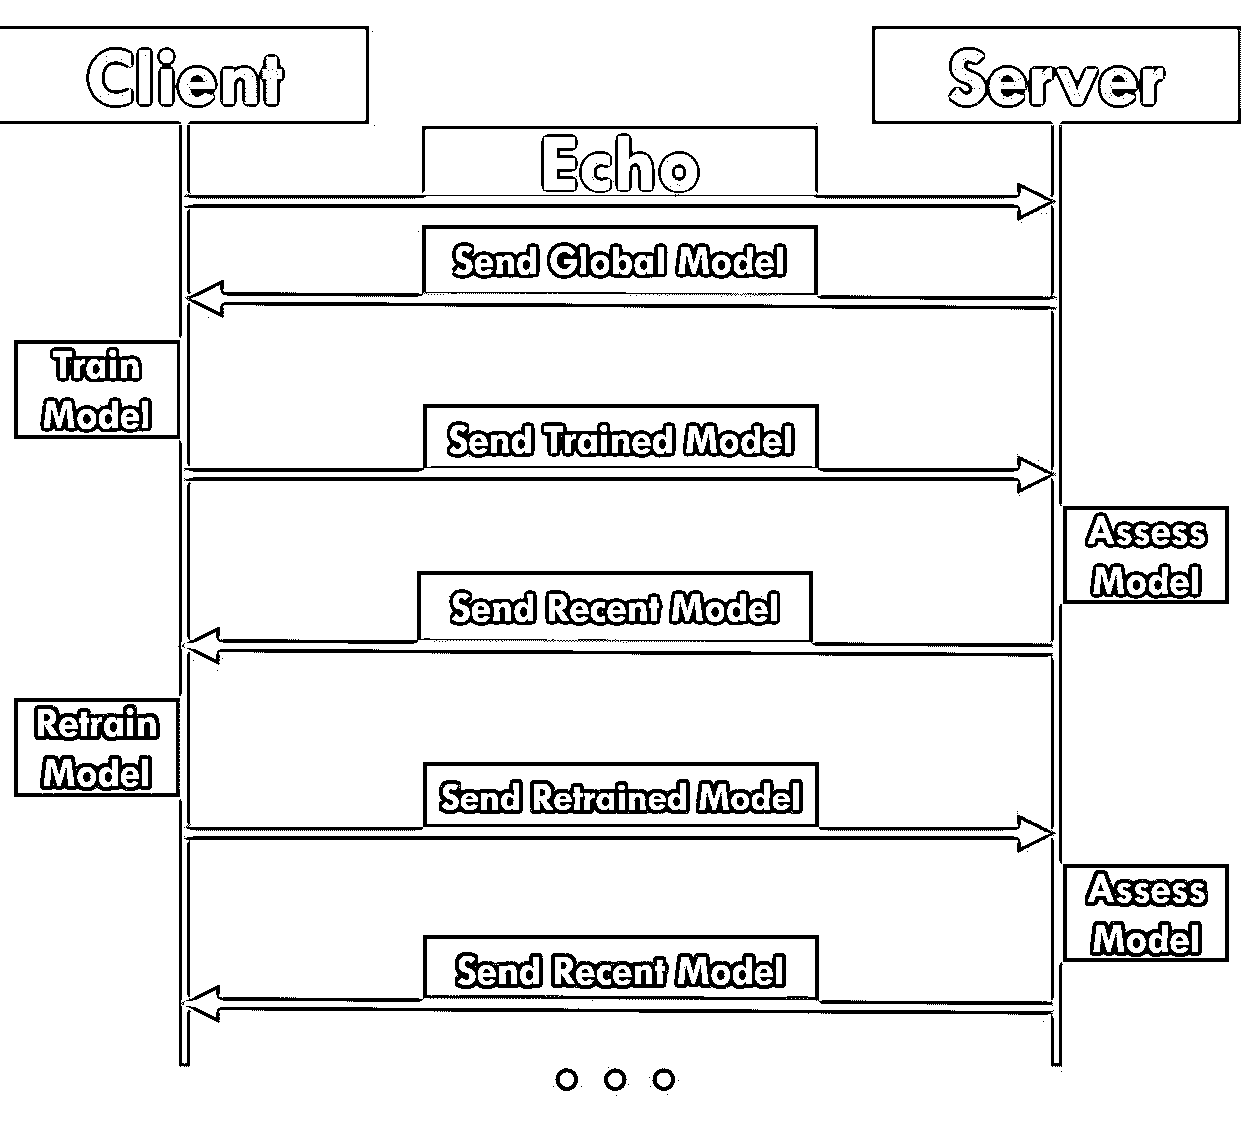 Client
Server
Echo
Send Global Model
Train
Model
Send Trained Model
Assess
Model
Send Recent Model
Retrain
Model
Send Retrained Model
Assess
Model
Send Recent Model